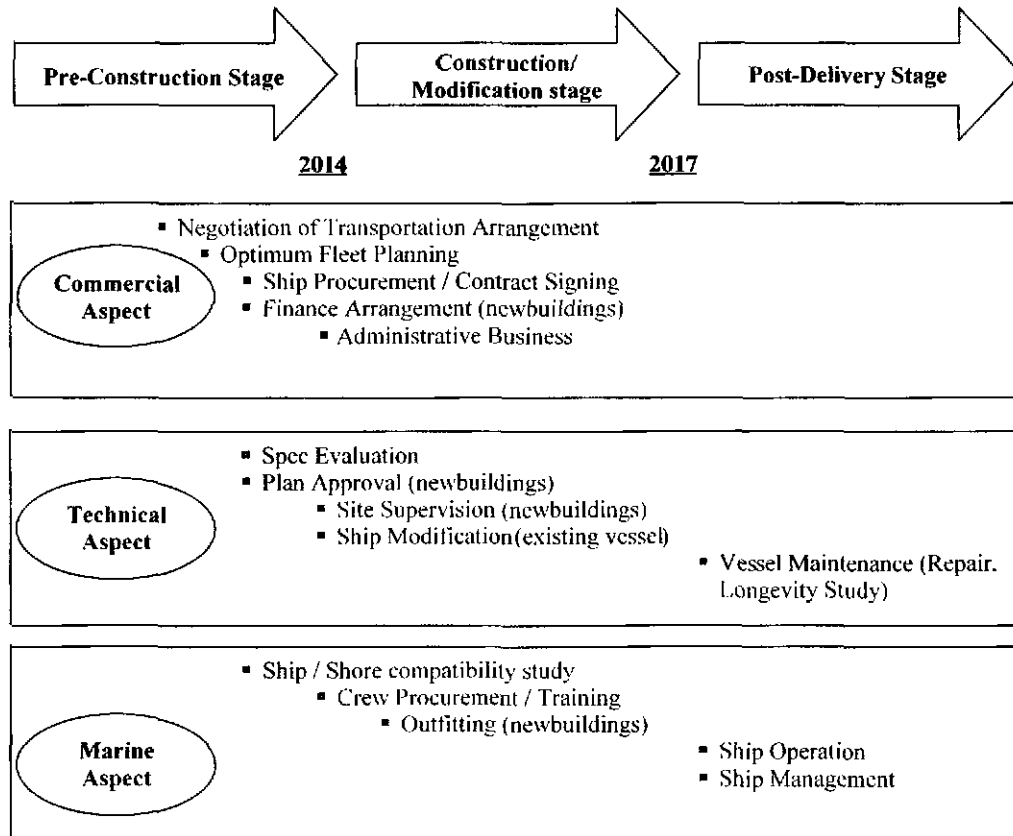 Pre-Construction Stage
Construction/
Modification stage
Post-Delivery Stage
2014
2017
Commercial
Aspect
▪ Negotiation of Transportation Arrangement
▪ Optimum Fleet Planning
▪ Ship Procurement / Contract Signing
▪ Finance Arrangement (newbuildings)
▪ Administrative Business
Technical
Aspect
▪ Spec Evaluation
▪ Plan Approval (newbuildings)
▪ Site Supervision (newbuildings)
▪ Ship Modification(existing vessel)
▪ Vessel Maintenance (Repair.
Longevity Study)
Marine
Aspect
▪ Ship / Shore compatibility study
▪ Crew Procurement / Training
▪ Outfitting (newbuildings)
▪ Ship Operation
▪ Ship Management